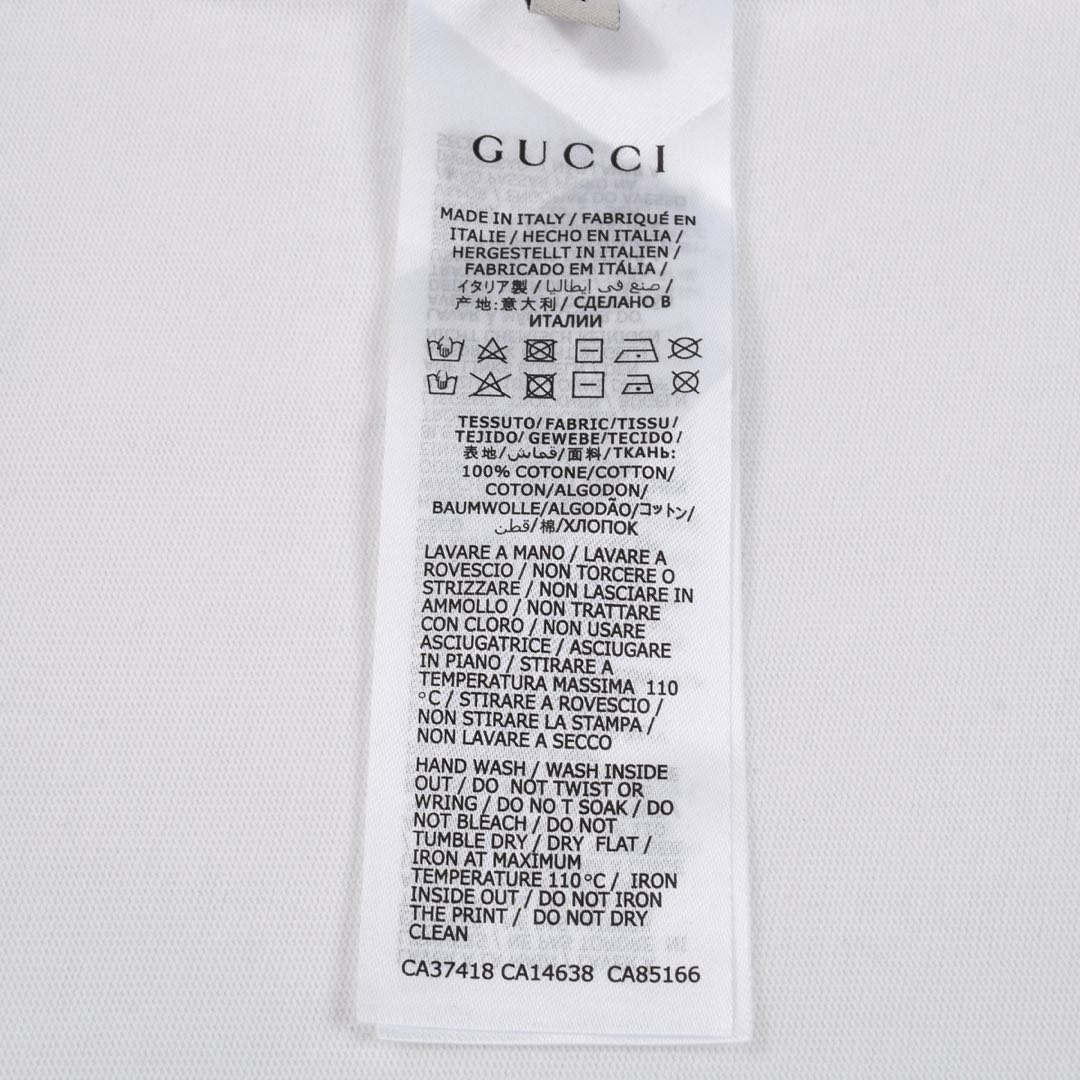 GUCCI
MADE IN ITALY / FABRIQUÉ EN
ITALIE / HECHO EN ITALIA /
HERGESTELLT IN ITALIEN /
FABRICADO EM ITÁLIA /
イタリア製 / صنع في إيطاليا /
产地:意大利 / СДЕЛАНО В
ИТАЛИИ
TESSUTO/FABRIC/TISSU/
TEJIDO/GEWEBE/TECIDO/
表地/قماش/面料/ТКАНЬ:
100% COTONE/COTTON/
COTON/ALGODON/
BAUMWOLLE/ALGODÃO/コットン/
قطن/棉/ХЛОПОК
LAVARE A MANO / LAVARE A
ROVESCIO / NON TORCERE O
STRIZZARE / NON LASCIARE IN
AMMOLLO / NON TRATTARE
CON CLORO / NON USARE
ASCIUGATRICE / ASCIUGARE
IN PIANO / STIRARE A
TEMPERATURA MASSIMA 110
°C / STIRARE A ROVESCIO /
NON STIRARE LA STAMPA /
NON LAVARE A SECCO
HAND WASH / WASH INSIDE
OUT / DO NOT TWIST OR
WRING / DO NO T SOAK / DO
NOT BLEACH / DO NOT
TUMBLE DRY / DRY FLAT /
IRON AT MAXIMUM
TEMPERATURE 110°C / IRON
INSIDE OUT / DO NOT IRON
THE PRINT / DO NOT DRY
CLEAN
CA37418 CA14638 CA85166